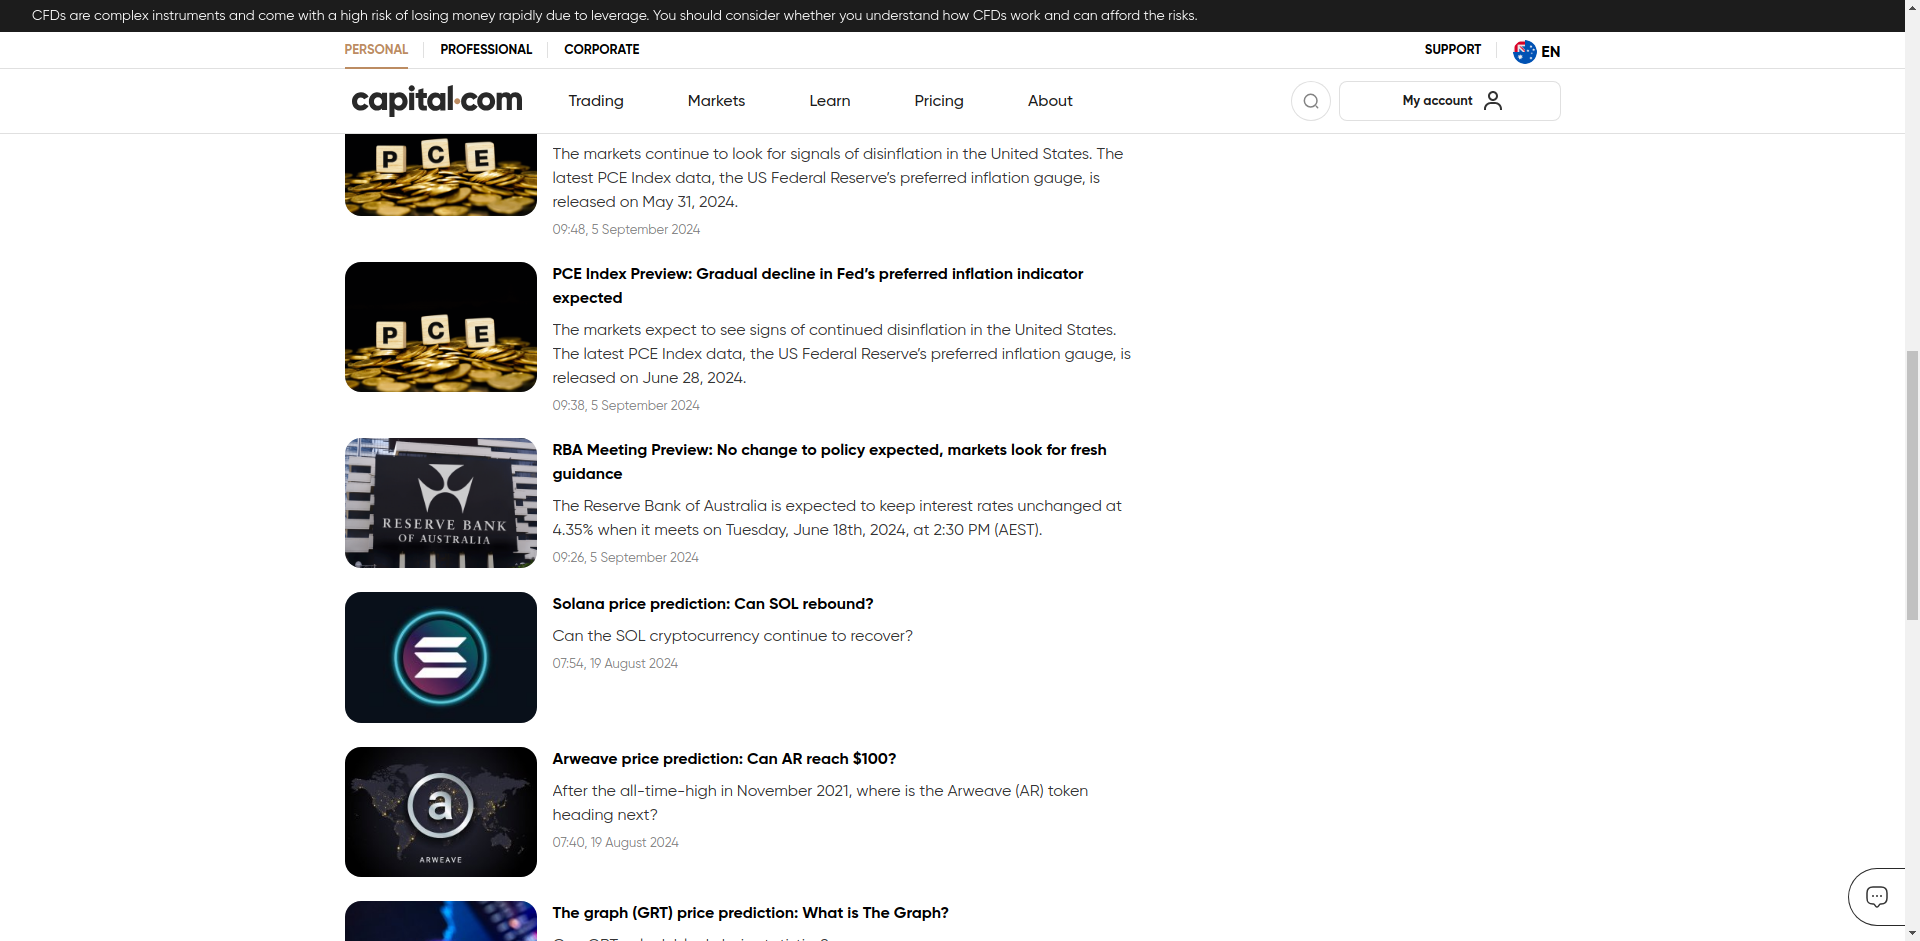 CFDs are complex instruments and come with a high risk of losing money rapidly due to leverage. You should consider whether you understand how CFDs work and can afford the risks.
PERSONAL
PROFESSIONAL
CORPORATE
SUPPORT
EN
capital.com
Trading
Markets
Learn
Pricing
About
My account
P C E
The markets continue to look for signals of disinflation in the United States. The
latest PCE Index data, the US Federal Reserve’s preferred inflation gauge, is
released on May 31, 2024.
09:48, 5 September 2024
P C E
PCE Index Preview: Gradual decline in Fed’s preferred inflation indicator
expected
The markets expect to see signs of continued disinflation in the United States.
The latest PCE Index data, the US Federal Reserve’s preferred inflation gauge, is
released on June 28, 2024.
09:38, 5 September 2024
RESERVE BANK
OF AUSTRALIA
RBA Meeting Preview: No change to policy expected, markets look for fresh
guidance
The Reserve Bank of Australia is expected to keep interest rates unchanged at
4.35% when it meets on Tuesday, June 18th, 2024, at 2:30 PM (AEST).
09:26, 5 September 2024
Solana price prediction: Can SOL rebound?
Can the SOL cryptocurrency continue to recover?
07:54, 19 August 2024
a
ARWEAVE
Arweave price prediction: Can AR reach $100?
After the all-time-high in November 2021, where is the Arweave (AR) token
heading next?
07:40, 19 August 2024
The graph (GRT) price prediction: What is The Graph?